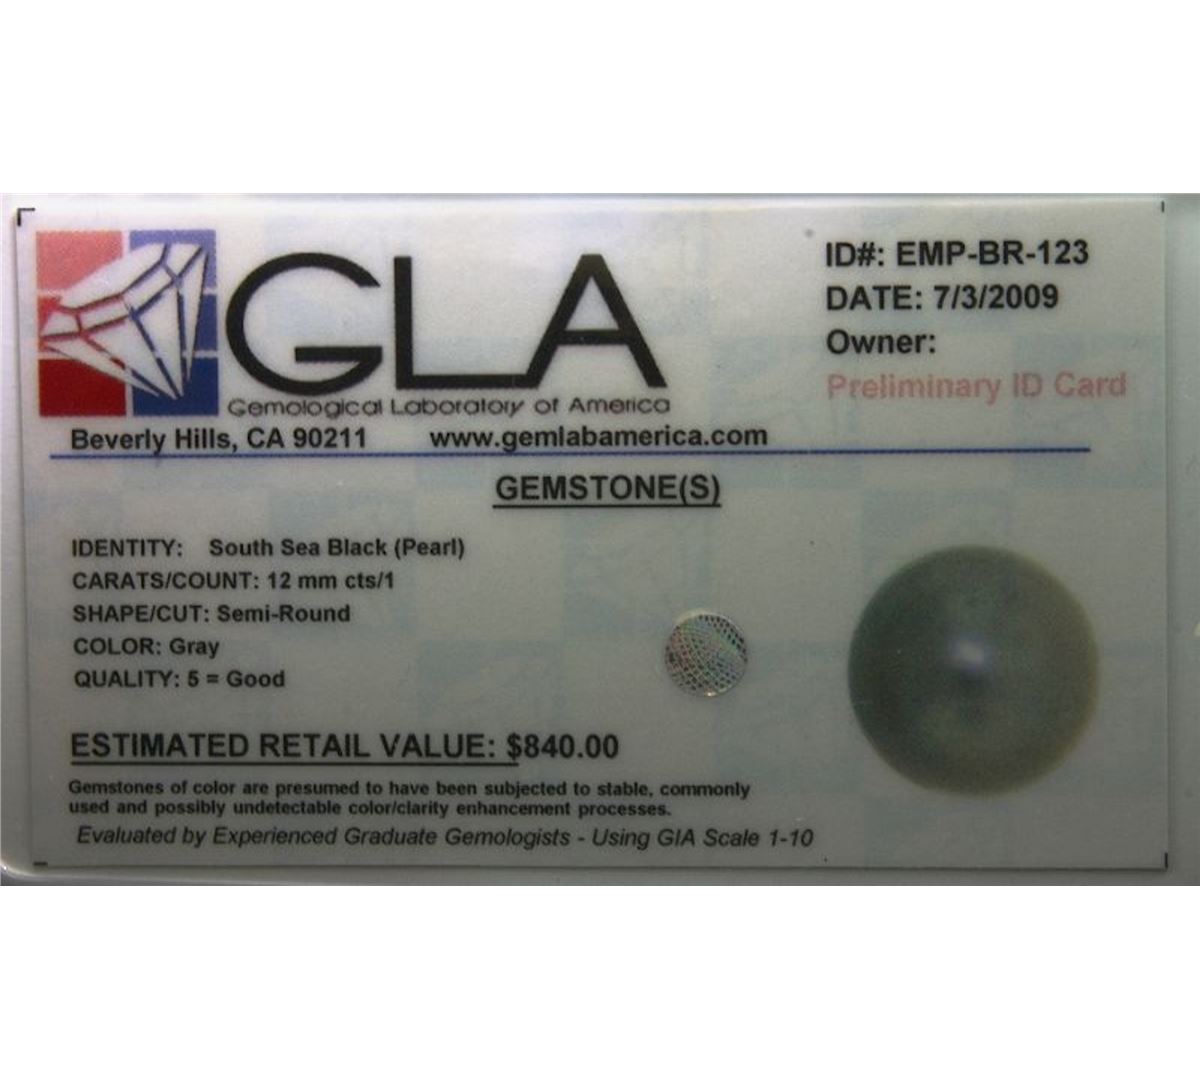 GLA
Gemological Laboratory of America
Beverly Hills, CA 90211 www.gemlabamerica.com
ID#: EMP-BR-123
DATE: 7/3/2009
Owner:
Preliminary ID Card
GEMSTONE(S)
IDENTITY: South Sea Black (Pearl)
CARATS/COUNT: 12 mm cts/1
SHAPE/CUT: Semi-Round
COLOR: Gray
QUALITY: 5 = Good
ESTIMATED RETAIL VALUE: $840.00
Gemstones of color are presumed to have been subjected to stable, commonly
used and possibly undetectable color/clarity enhancement processes.
Evaluated by Experienced Graduate Gemologists - Using GIA Scale 1-10